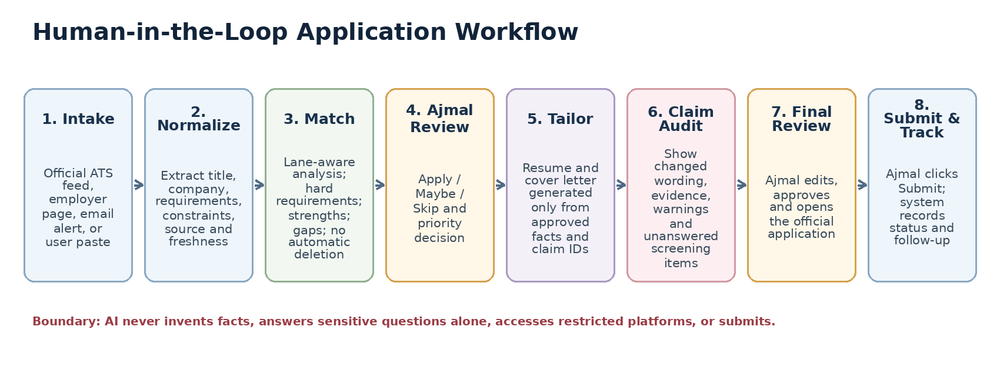 Human-in-the-Loop Application Workflow
1. Intake
Official ATS
feed,
employer
page, email
alert, or
user paste
2.
Normalize
Extract title,
company,
requirements,
constraints,
source and
freshness
3. Match
Lane-aware
analysis;
hard
requirements;
strengths;
gaps; no
automatic
deletion
4. Ajmal
Review
Apply /
Maybe /
Skip and
priority
decision
5. Tailor
Resume and
cover letter
generated
only from
approved
facts and
claim IDs
6. Claim
Audit
Show
changed
wording,
evidence,
warnings
and
unanswered
screening
items
7. Final
Review
Ajmal edits,
approves
and opens
the official
application
8.
Submit &
Track
Ajmal clicks
Submit;
system
records
status and
follow-up
Boundary: AI never invents facts, answers sensitive questions alone, accesses restricted platforms, or submits.